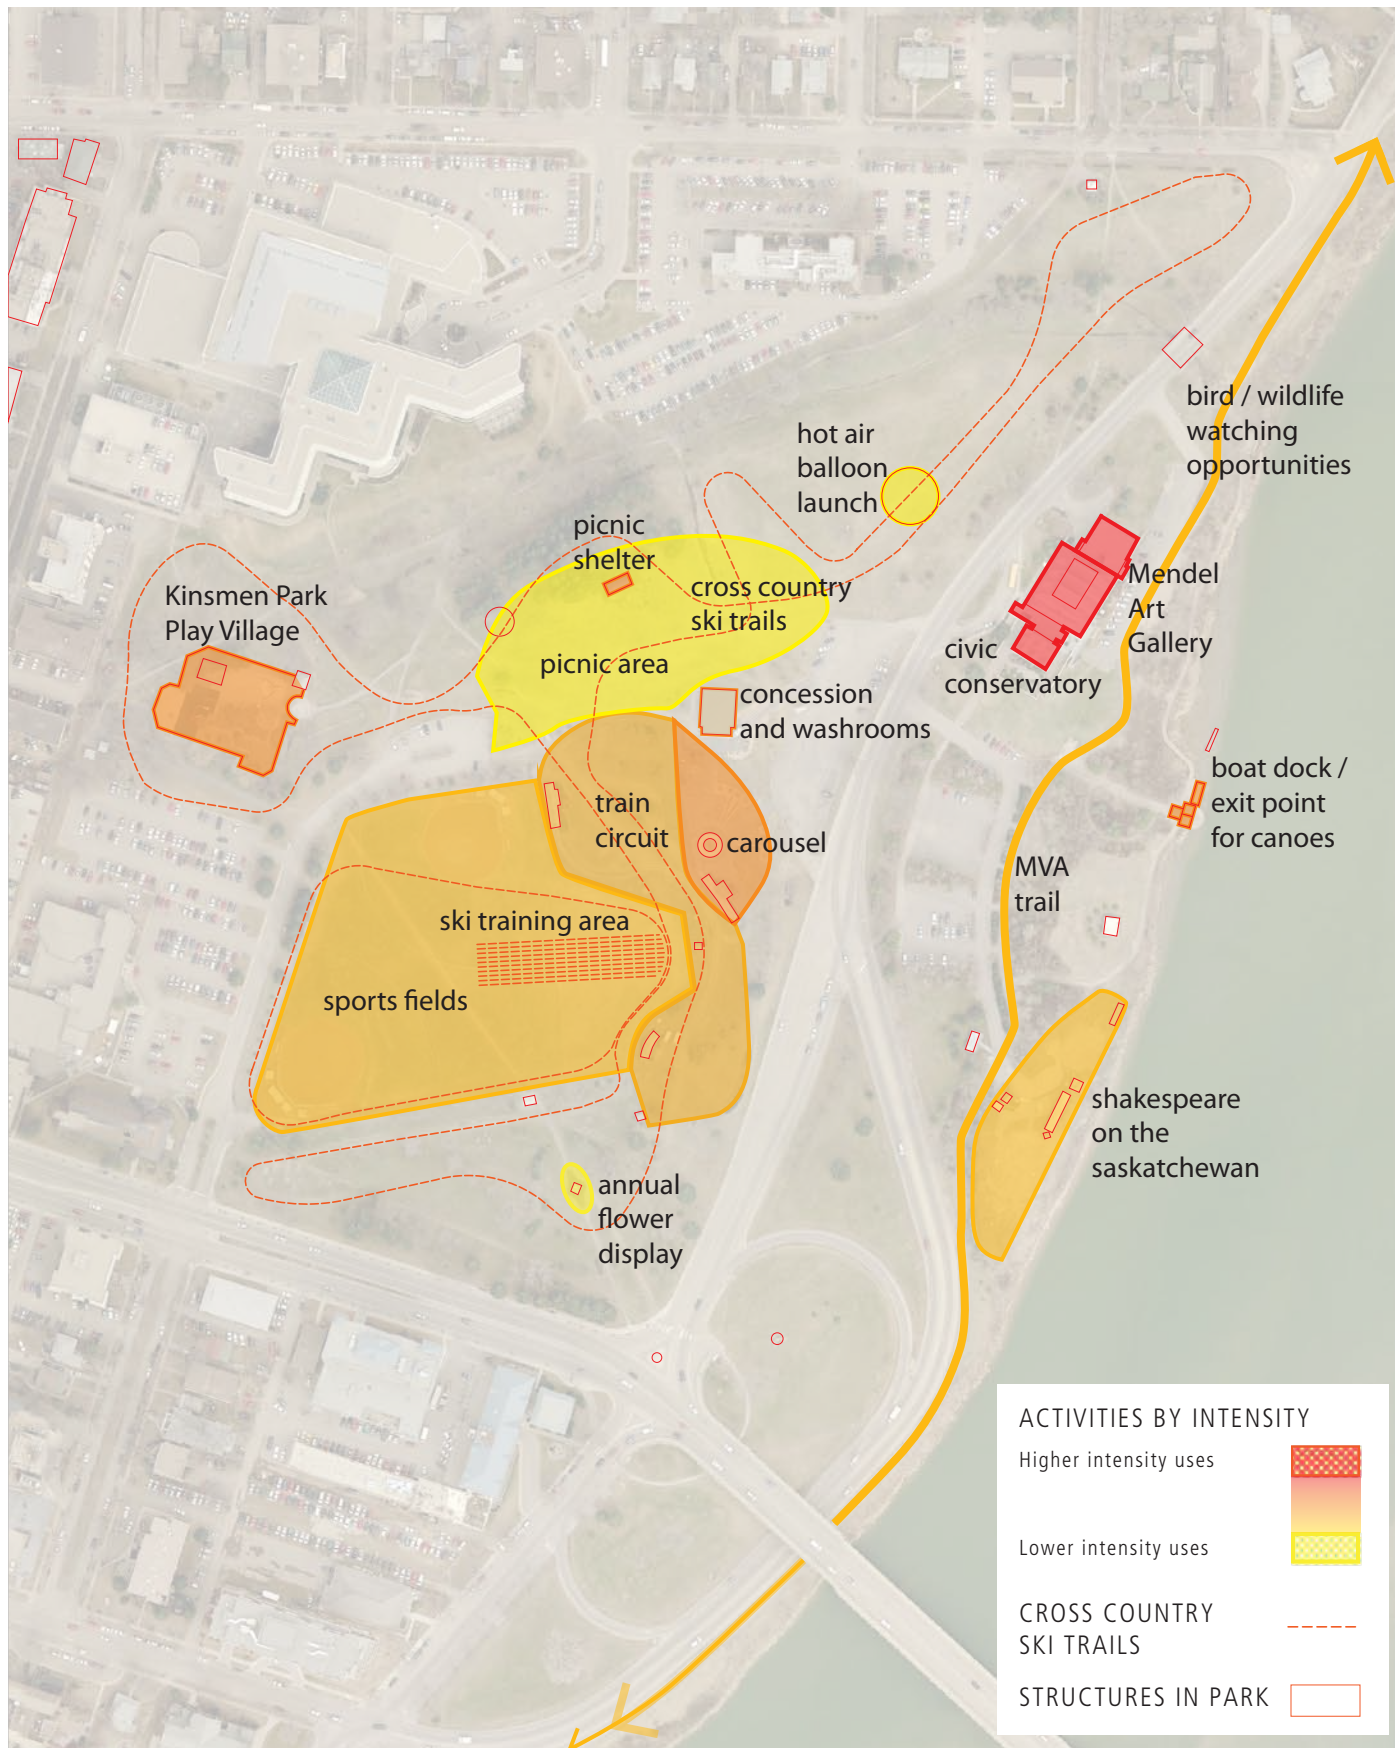 bird / wildlife
watching
opportunities
hot air
balloon
launch
picnic
shelter
cross country
ski trails
Kinsmen Park
Play Village
Mendel
Art
Gallery
civic
conservatory
picnic area
concession
and washrooms
boat dock /
exit point
for canoes
train
circuit
carousel
MVA
trail
ski training area
sports fields
shakespeare
on the
saskatchewan
annual
flower
display
ACTIVITIES BY INTENSITY
Higher intensity uses
Lower intensity uses
CROSS COUNTRY
SKI TRAILS
STRUCTURES IN PARK